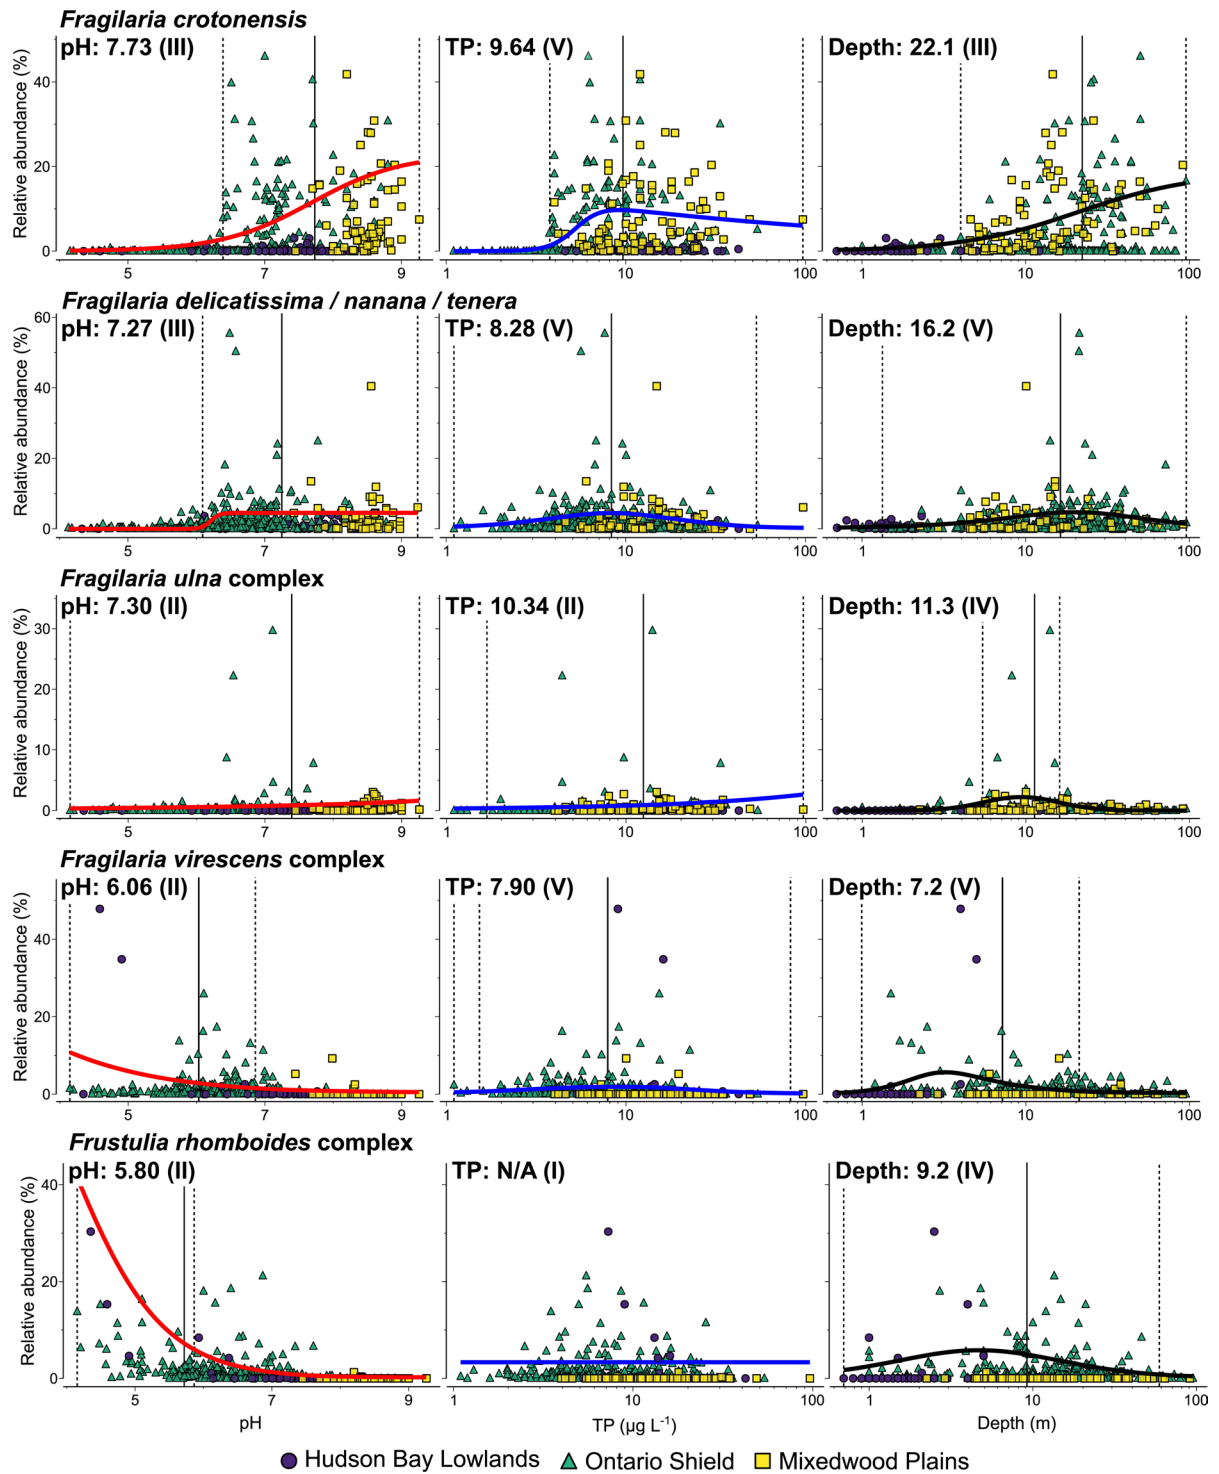 Fragilaria crotonensis
pH: 7.73 (III) TP: 9.64 (V) Depth: 22.1 (III)
Relative abundance (%)
40
20
0
5 7 9 1 10 100 1 10 100
Fragilaria delicatissima / nanana / tenera
pH: 7.27 (III) TP: 8.28 (V) Depth: 16.2 (V)
Relative abundance (%)
60
40
20
0
5 7 9 1 10 100 1 10 100
Fragilaria ulna complex
pH: 7.30 (II) TP: 10.34 (II) Depth: 11.3 (IV)
Relative abundance (%)
30
20
10
0
5 7 9 1 10 100 1 10 100
Fragilaria virescens complex
pH: 6.06 (II) TP: 7.90 (V) Depth: 7.2 (V)
Relative abundance (%)
40
20
0
5 7 9 1 10 100 1 10 100
Frustulia rhomboides complex
pH: 5.80 (II) TP: N/A (I) Depth: 9.2 (IV)
Relative abundance (%)
40
20
0
5 7 9 1 10 100 1 10 100
pH TP (µg L⁻¹) Depth (m)
Hudson Bay Lowlands Ontario Shield Mixedwood Plains